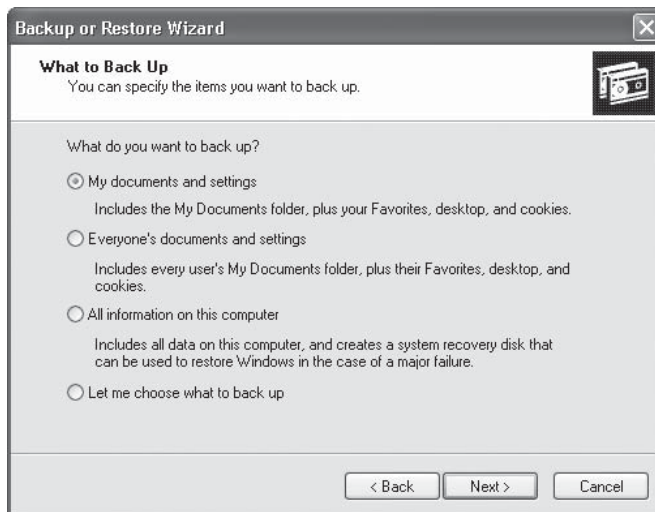 Backup or Restore Wizard
What to Back Up
You can specify the items you want to back up.
What do you want to back up?
My documents and settings
Includes the My Documents folder, plus your Favorites, desktop, and cookies.
Everyone's documents and settings
Includes every user's My Documents folder, plus their Favorites, desktop, and
cookies.
All information on this computer
Includes all data on this computer, and creates a system recovery disk that
can be used to restore Windows in the case of a major failure.
Let me choose what to back up
< Back Next > Cancel